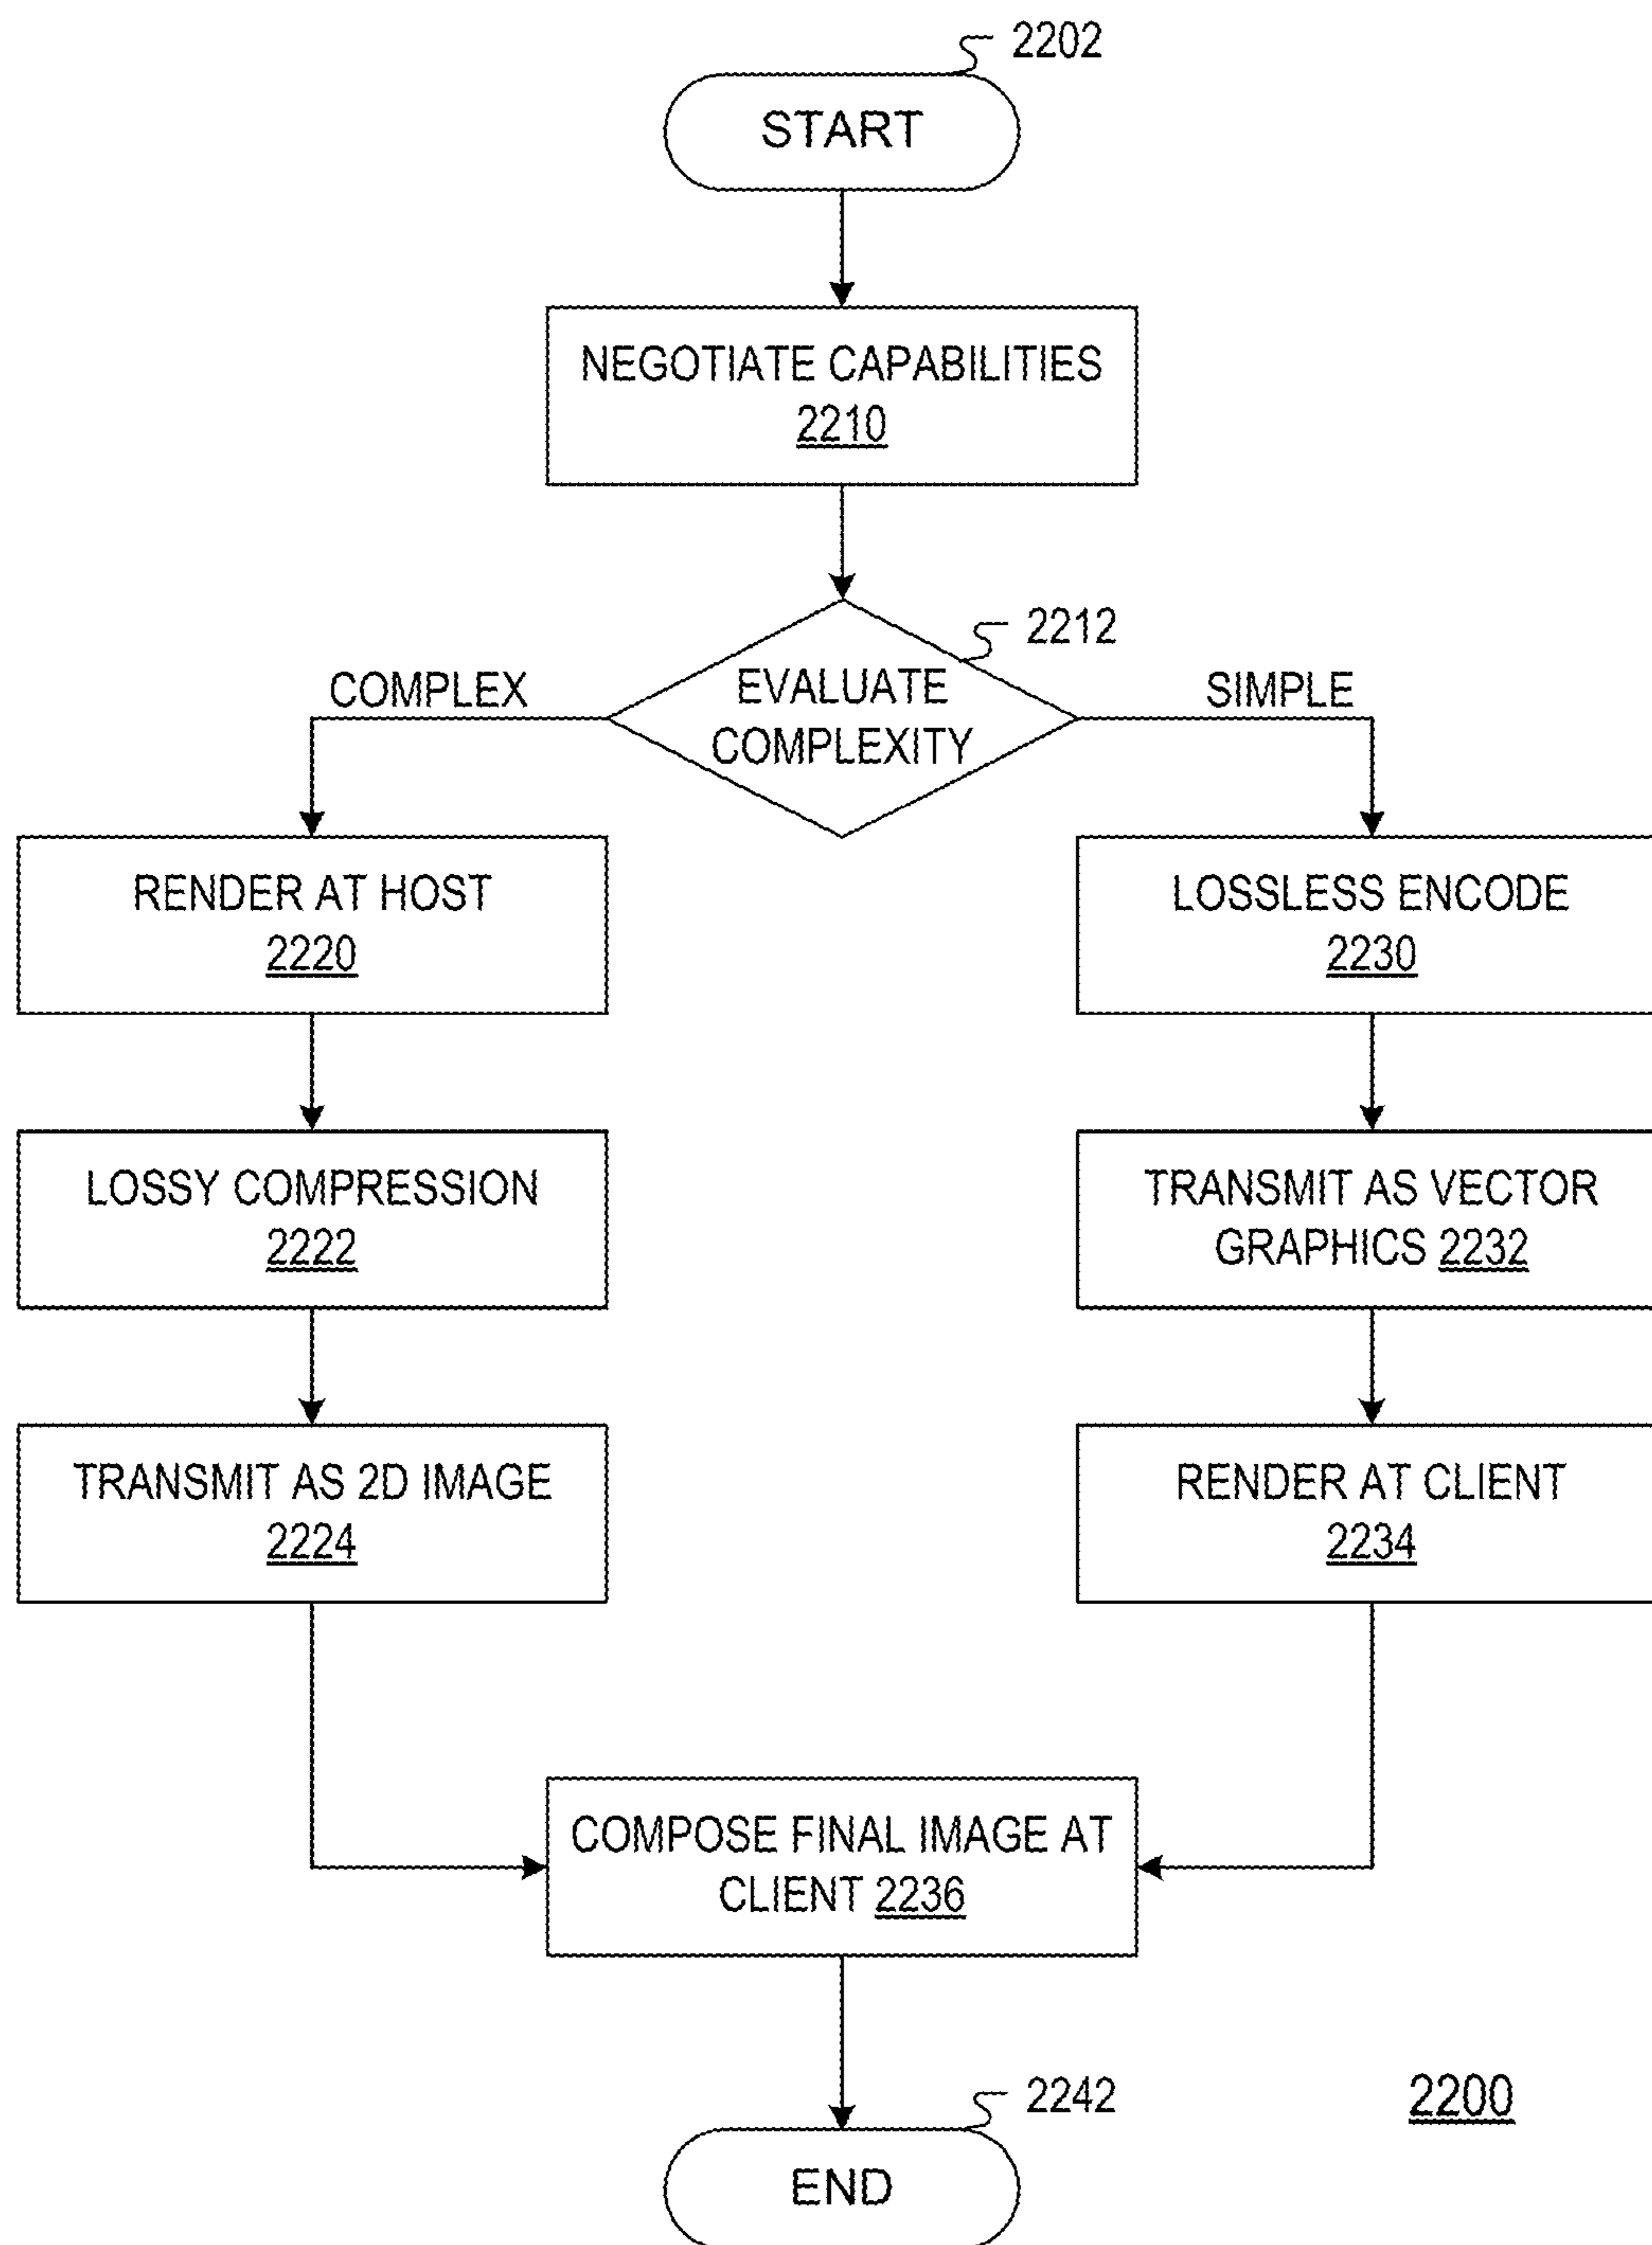 2202
START
NEGOTIATE CAPABILITIES
2210
2212
EVALUATE
COMPLEXITY
COMPLEX
SIMPLE
RENDER AT HOST
2220
LOSSLESS ENCODE
2230
LOSSY COMPRESSION
2222
TRANSMIT AS VECTOR
GRAPHICS 2232
TRANSMIT AS 2D IMAGE
2224
RENDER AT CLIENT
2234
COMPOSE FINAL IMAGE AT
CLIENT 2236
2242
END
2200